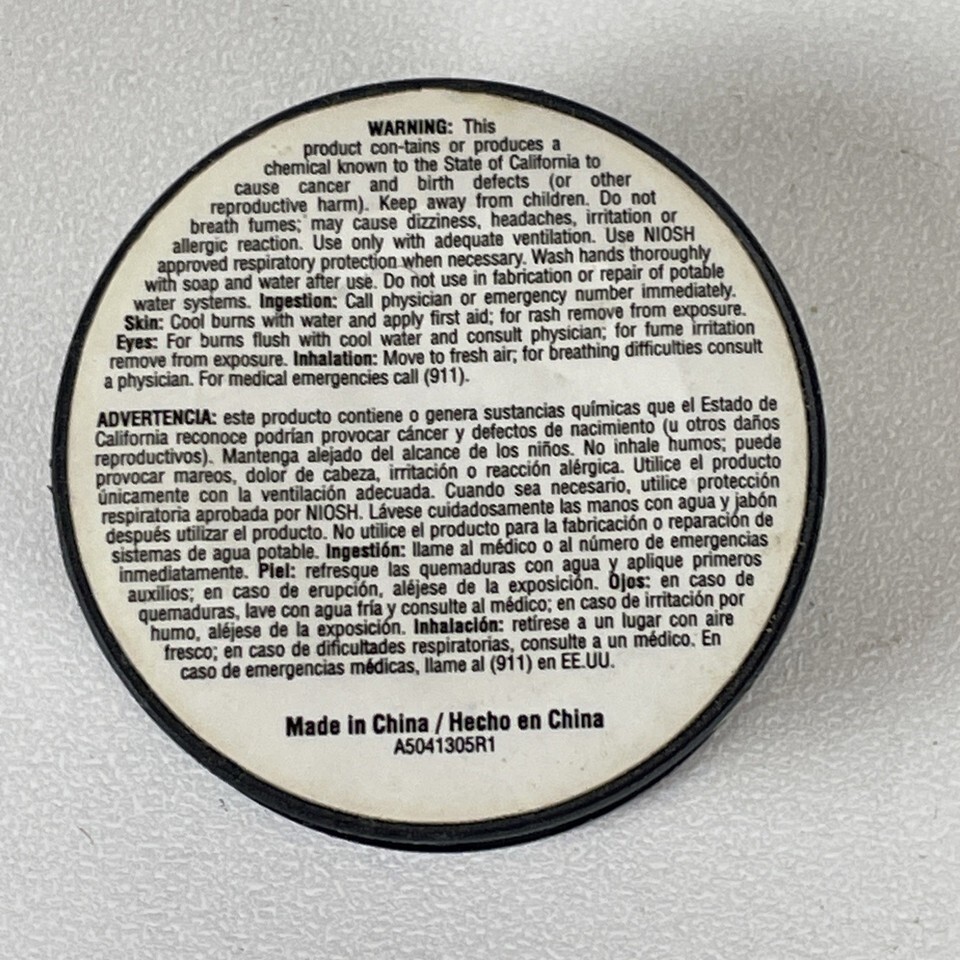 WARNING: This
product con-tains or produces a
chemical known to the State of California to
cause cancer and birth defects (or other
reproductive harm). Keep away from children. Do not
breath fumes; may cause dizziness, headaches, irritation or
allergic reaction. Use only with adequate ventilation. Use NIOSH
approved respiratory protection when necessary. Wash hands thoroughly
with soap and water after use. Do not use in fabrication or repair of potable
water systems. Ingestion: Call physician or emergency number immediately.
Skin: Cool burns with water and apply first aid; for rash remove from exposure.
Eyes: For burns flush with cool water and consult physician; for fume irritation
remove from exposure. Inhalation: Move to fresh air; for breathing difficulties consult
a physician. For medical emergencies call (911).
ADVERTENCIA: este producto contiene o genera sustancias químicas que el Estado de
California reconoce podrían provocar cáncer y defectos de nacimiento (u otros daños
reproductivos). Mantenga alejado del alcance de los niños. No inhale humos; puede
provocar mareos, dolor de cabeza, irritación o reacción alérgica. Utilice el producto
únicamente con la ventilación adecuada. Cuando sea necesario, utilice protección
respiratoria aprobada por NIOSH. Lávese cuidadosamente las manos con agua y jabón
después utilizar el producto. No utilice el producto para la fabricación o reparación de
sistemas de agua potable. Ingestión: llame al médico o al número de emergencias
inmediatamente. Piel: refresque las quemaduras con agua y aplique primeros
auxilios; en caso de erupción, aléjese de la exposición. Ojos: en caso de
quemaduras, lave con agua fría y consulte al médico; en caso de irritación por
humo, aléjese de la exposición. Inhalación: retírese a un lugar con aire
fresco; en caso de dificultades respiratorias, consulte a un médico. En
caso de emergencias médicas, llame al (911) en EE.UU.
Made in China / Hecho en China
A5041305R1